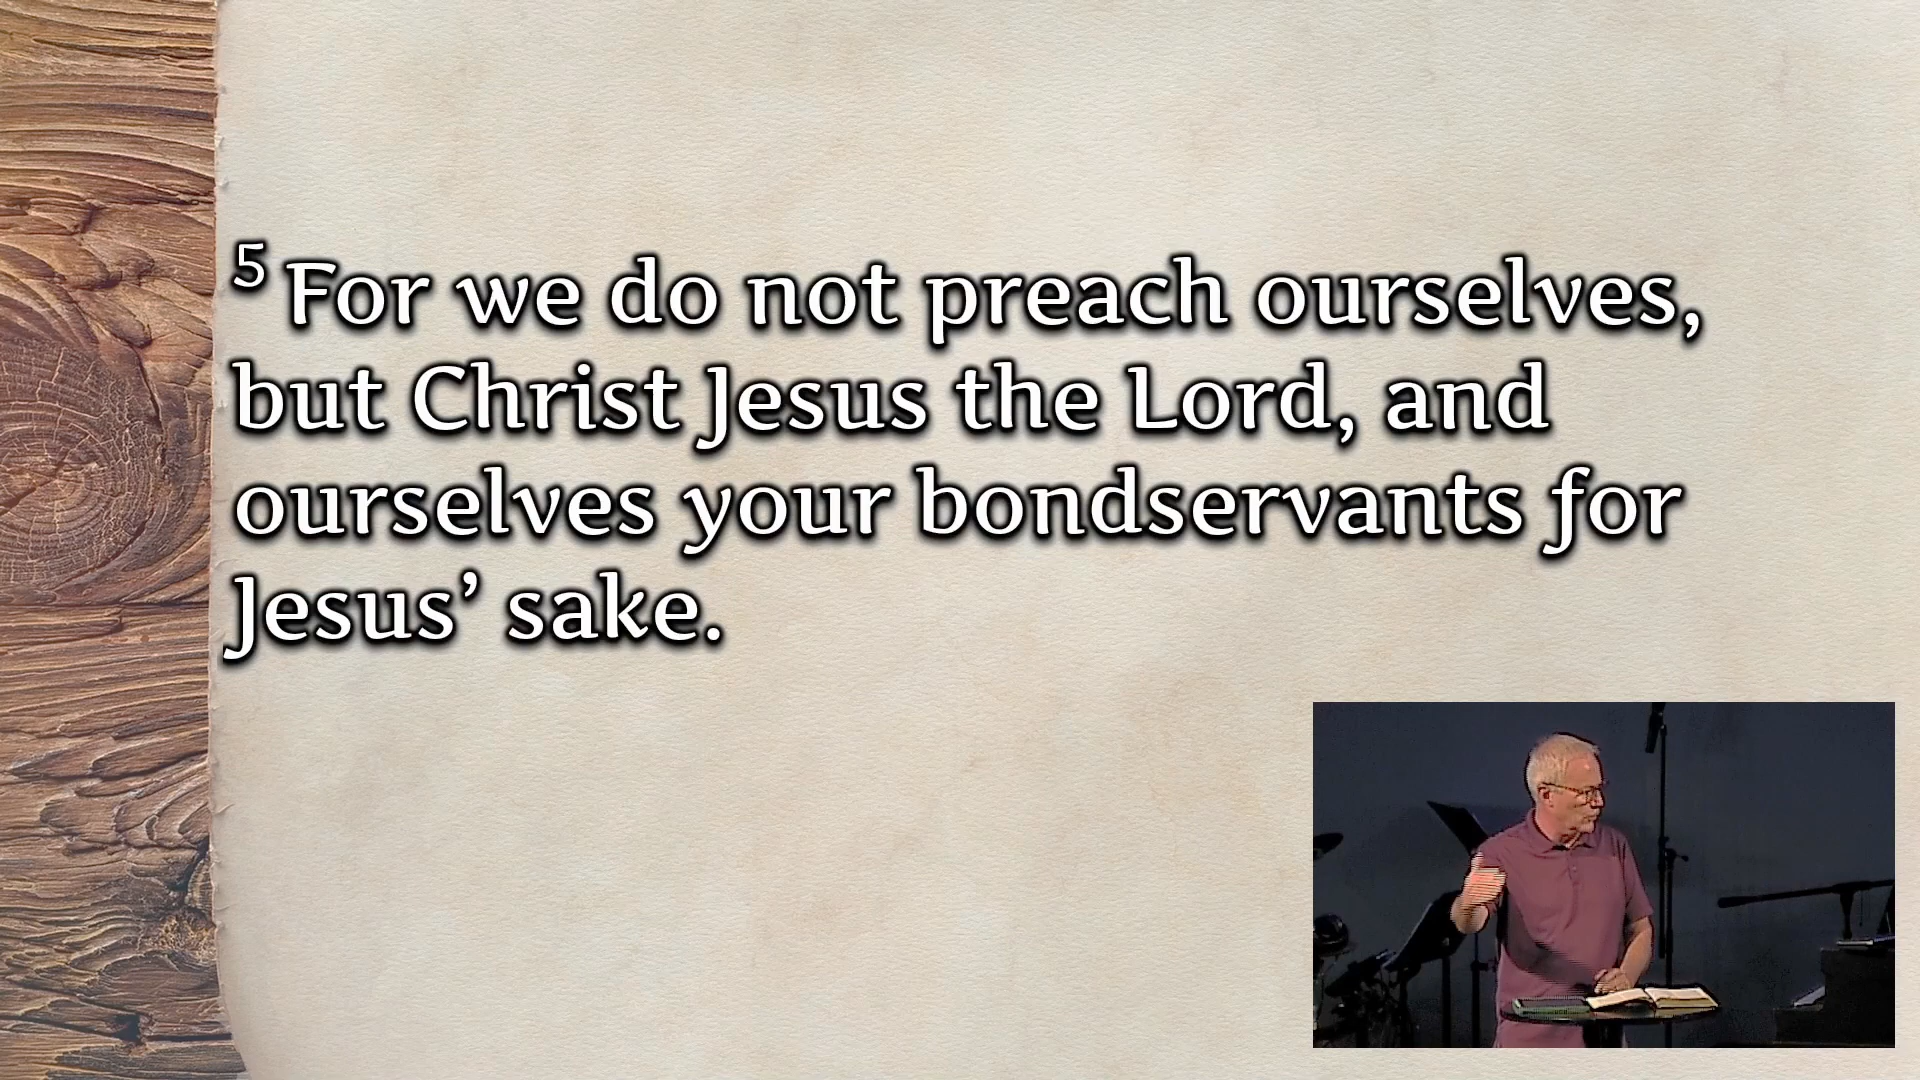 5 For we do not preach ourselves,
but Christ Jesus the Lord, and
ourselves your bondservants for
Jesus’ sake.